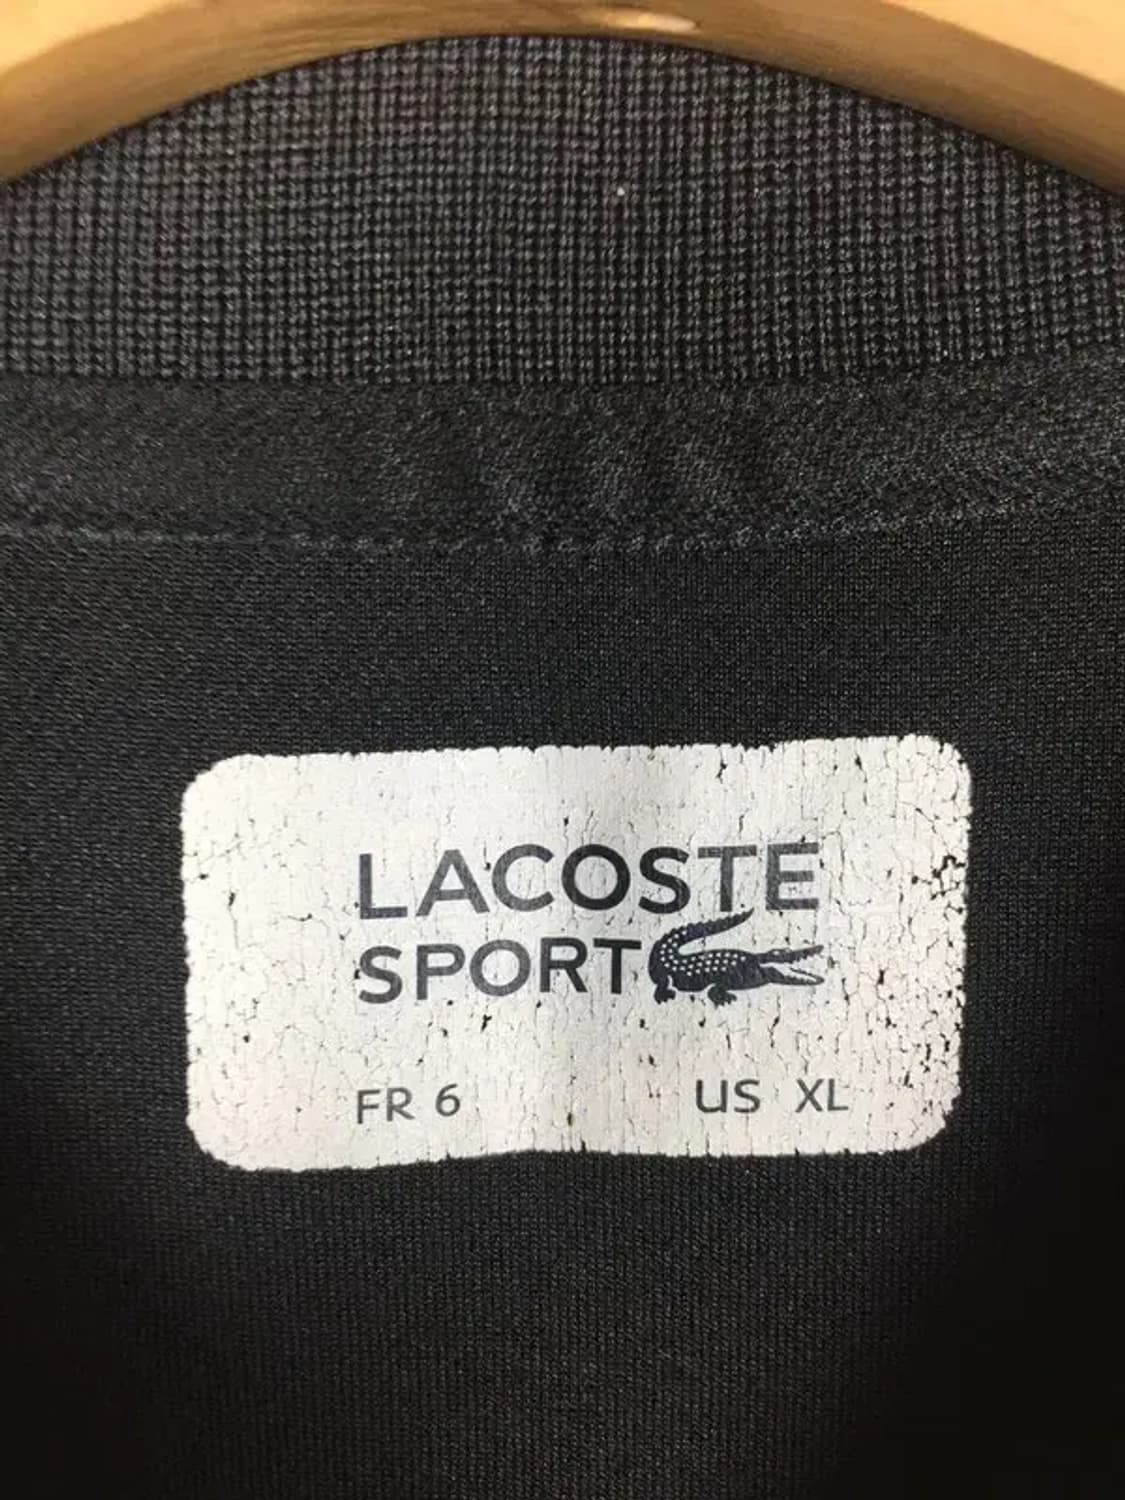 LACOSTE
SPORT
FR 6 US XL